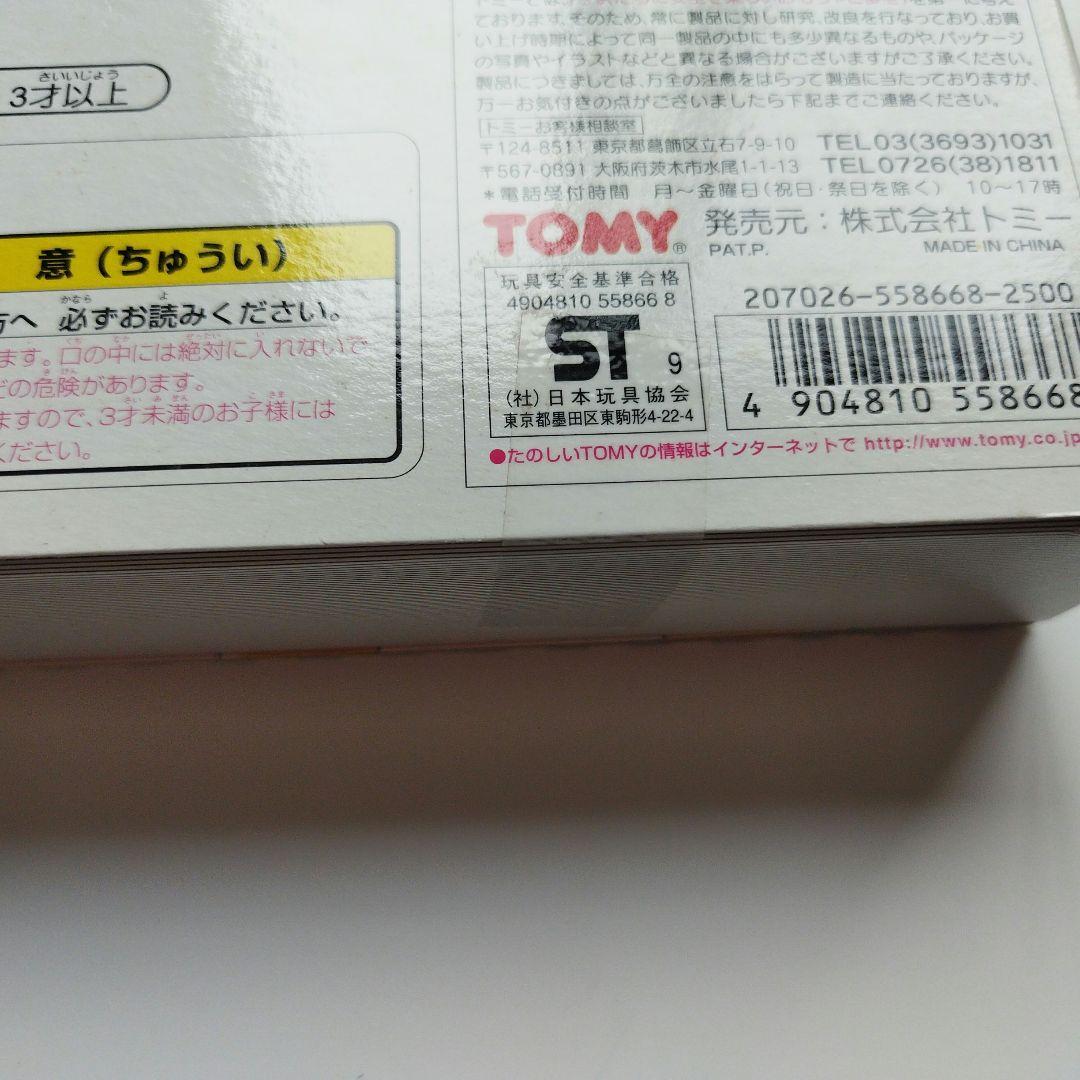 さいいじょう
3才以上
意（ちゅうい）
かなら よ
方へ 必ずお読みください。
ます。口の中には絶対に入れないで
どの危険があります。
ますので、3才未満のお子様には
ください。
を第一に考え
ております。そのため、常に製品に対し研究、改良を行なっており、お買
い上げ時期によって同一製品の中にも多少異なるものや、パッケージ
の写真やイラストなどと異なる場合がございますがご了承ください。
製品につきましては、万全の注意をはらって製造に当たっておりますが、
万一お気付きの点がございましたら下記までご連絡ください。
トミーお客様相談室
〒124-8511 東京都葛飾区立石7-9-10 TEL03(3693)1031
〒567-0891 大阪府茨木市水尾1-1-13 TEL0726(38)1811
*電話受付時間 月〜金曜日(祝日・祭日を除く) 10〜17時
TOMY® 発売元：株式会社トミー
PAT.P. MADE IN CHINA
玩具安全基準合格
4904810 55866 8
ST 9
(社)日本玩具協会
東京都墨田区東駒形4-22-4
207026-558668-2500
4 904810 558668
●たのしいTOMYの情報はインターネットで http://www.tomy.co.jp